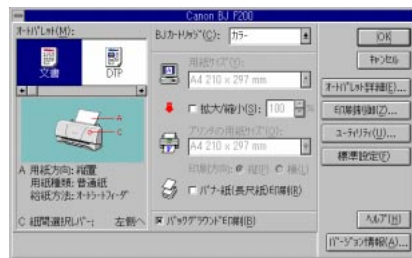 Canon BJ F200
オートパレット(M):
文書
DTP
A
C
A 用紙方向: 縦置
用紙種類: 普通紙
給紙方法: オートシートフィーダ
C 紙間選択レバー: 左側へ
BJカートリッジ(C): カラー
用紙サイズ(Y):
A4 210 x 297 mm
拡大/縮小(S): 100 %
プリンタの用紙サイズ(Z):
A4 210 x 297 mm
印刷方向: 縦(P) 横(L)
バナー紙(長尺紙)印刷(R)
バックグラウンド印刷(B)
OK
キャンセル
オートパレット詳細(E)...
印刷制御(Z)...
ユーティリティ(U)...
標準設定(F)
ヘルプ(H)
バージョン情報(A)...